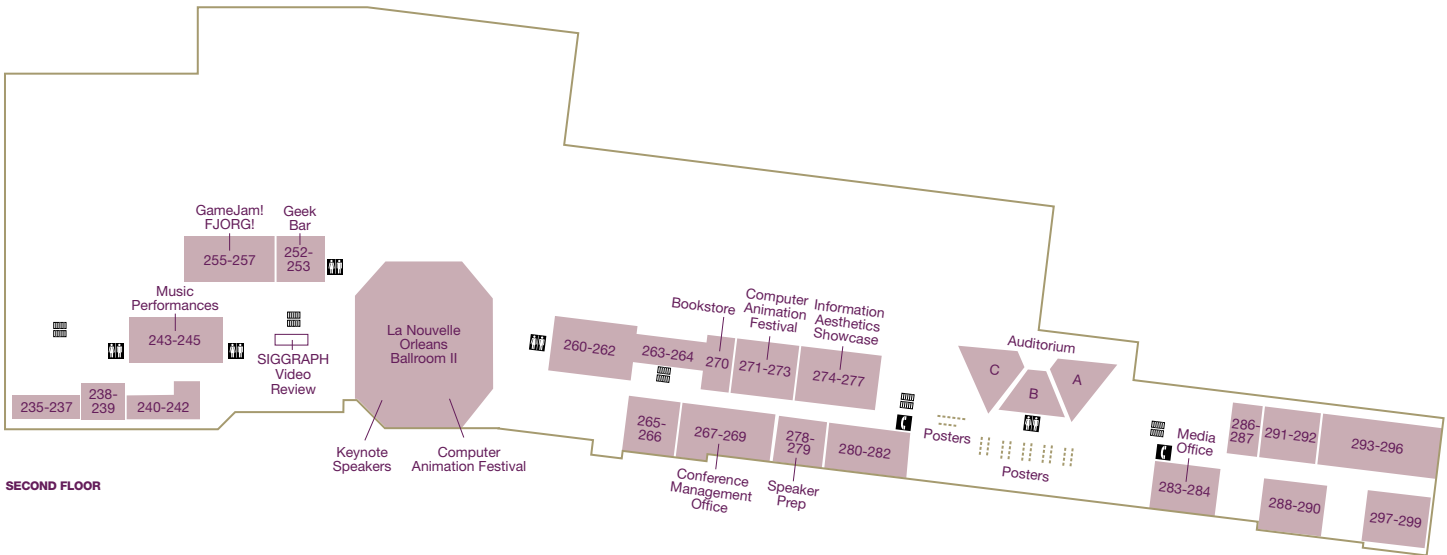 GameJam!
FJORG!
Geek
Bar
255-257
252-
253
Music
Performances
243-245
SIGGRAPH
Video
Review
235-237
238-
239
240-242
La Nouvelle
Orleans
Ballroom II
Keynote
Speakers
Computer
Animation Festival
260-262
263-264
Bookstore
270
Computer
Animation
Festival
271-273
Information
Aesthetics
Showcase
274-277
265-
266
267-269
278-
279
280-282
Conference
Management
Office
Speaker
Prep
Auditorium
C
B
A
Posters
Posters
Media
Office
283-284
286-
287
291-292
293-296
288-290
297-299
SECOND FLOOR